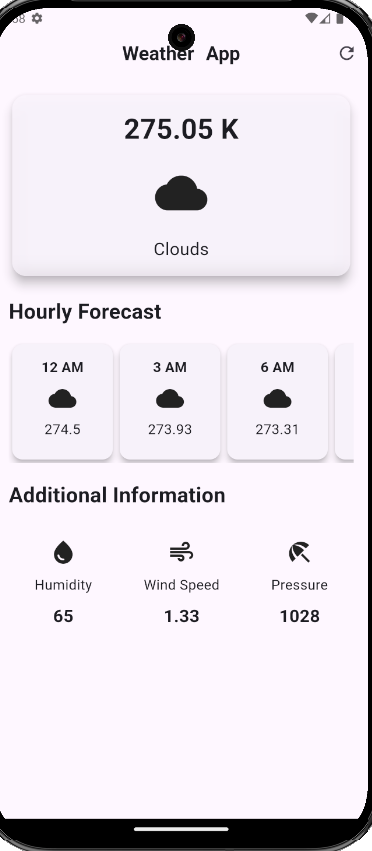 Weather App
275.05 K
Clouds
Hourly Forecast
12 AM 3 AM 6 AM
274.5 273.93 273.31
Additional Information
Humidity Wind Speed Pressure
65 1.33 1028